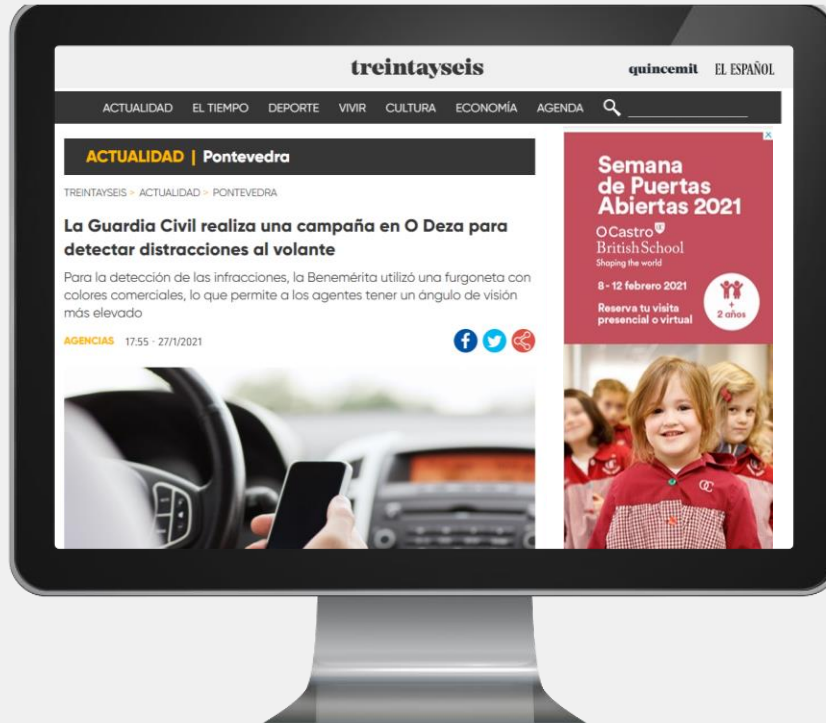 treintayseis
quincemil EL ESPAÑOL
ACTUALIDAD EL TIEMPO DEPORTE VIVIR CULTURA ECONOMÍA AGENDA
ACTUALIDAD | Pontevedra
TREINTAYSEIS > ACTUALIDAD > PONTEVEDRA
La Guardia Civil realiza una campaña en O Deza para
detectar distracciones al volante
Para la detección de las infracciones, la Benemérita utilizó una furgoneta con
colores comerciales, lo que permite a los agentes tener un ángulo de visión
más elevado
AGENCIAS 17:55 - 27/1/2021
Semana
de Puertas
Abiertas 2021
O Castro
British School
Shaping the world
8 - 12 febrero 2021
Reserva tu visita
presencial o virtual
+
2 años